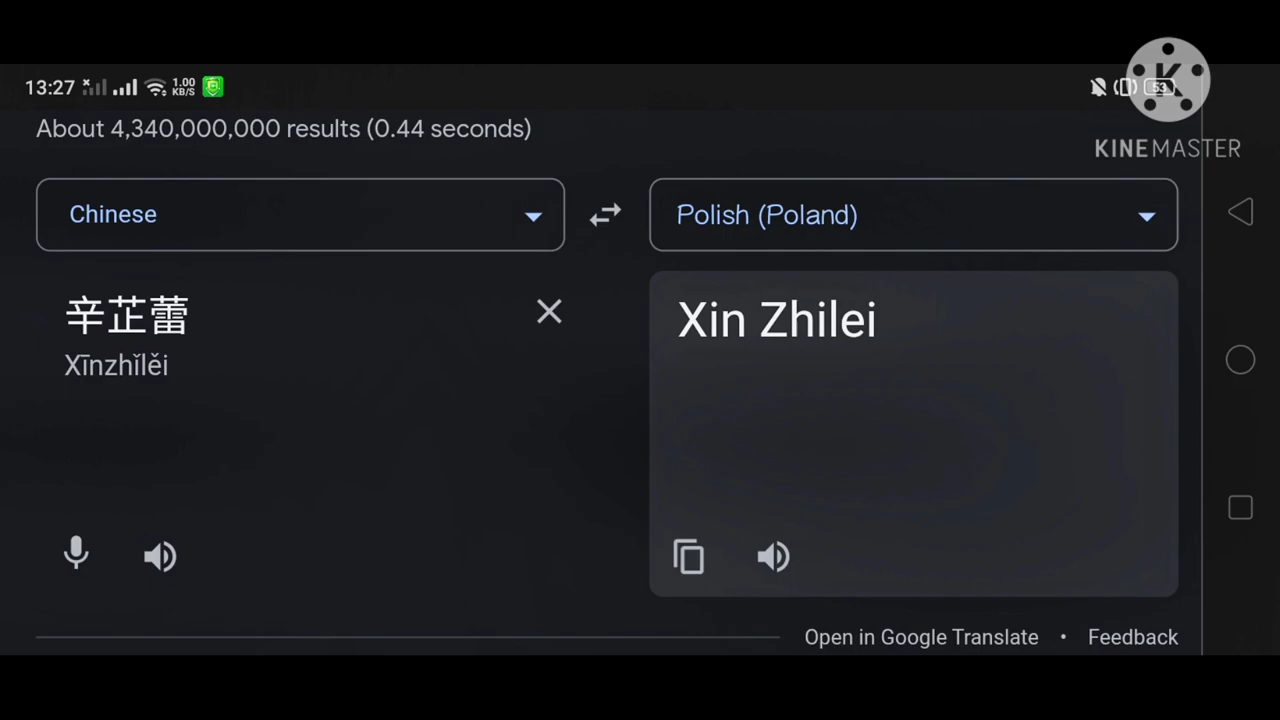 13:27 1.00 KB/S 53
KINEMASTER
About 4,340,000,000 results (0.44 seconds)
Chinese
Polish (Poland)
辛芷蕾
Xīnzhǐlěi
Xin Zhilei
Open in Google Translate • Feedback